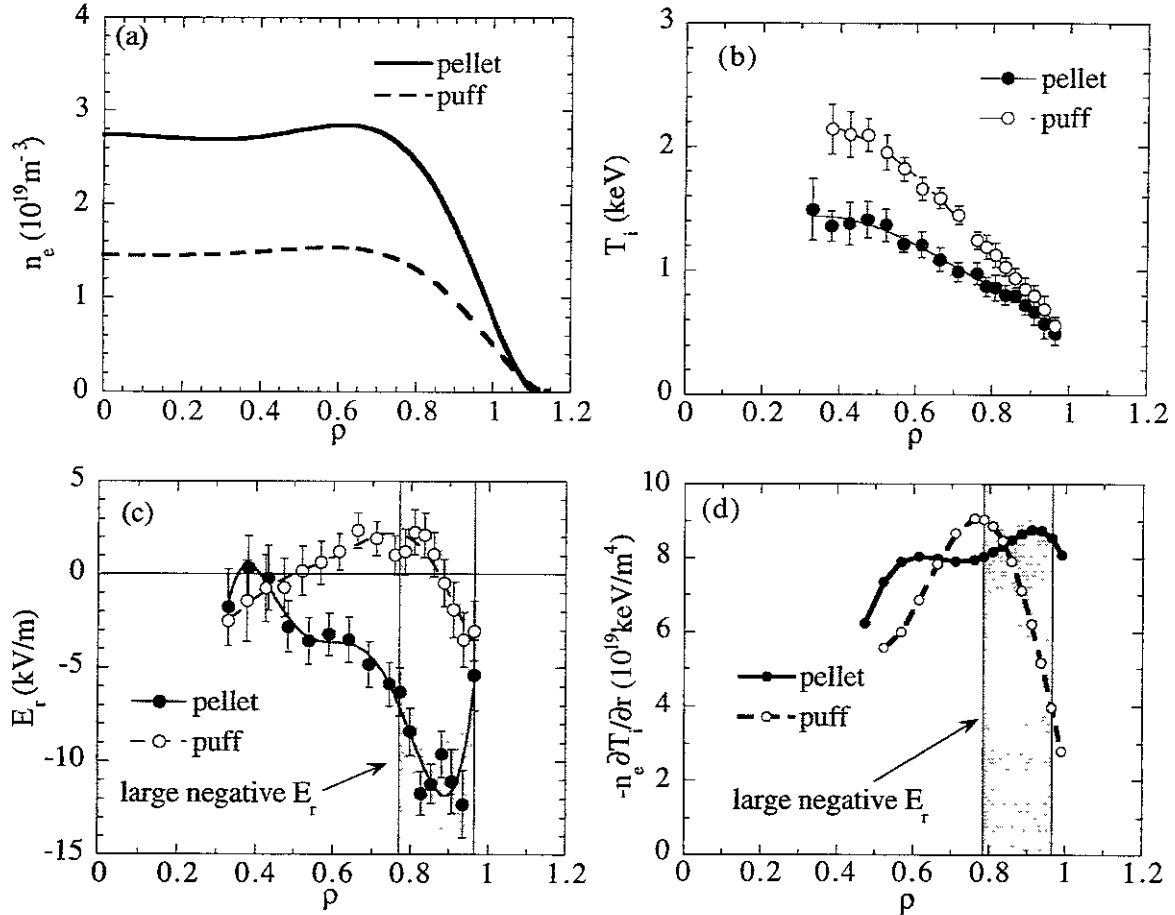 (a)
pellet
puff
n_e (10^19 m^-3)
4
3
2
1
0
0 0.2 0.4 0.6 0.8 1 1.2
ρ
(b)
pellet
puff
T_i (keV)
3
2
1
0
0 0.2 0.4 0.6 0.8 1 1.2
ρ
(c)
pellet
puff
large negative E_r
E_r (kV/m)
5
0
-5
-10
-15
0 0.2 0.4 0.6 0.8 1 1.2
ρ
(d)
pellet
puff
large negative E_r
-n_e ∂T_i/∂r (10^19 keV/m^4)
10
8
6
4
2
0
0 0.2 0.4 0.6 0.8 1 1.2
ρ